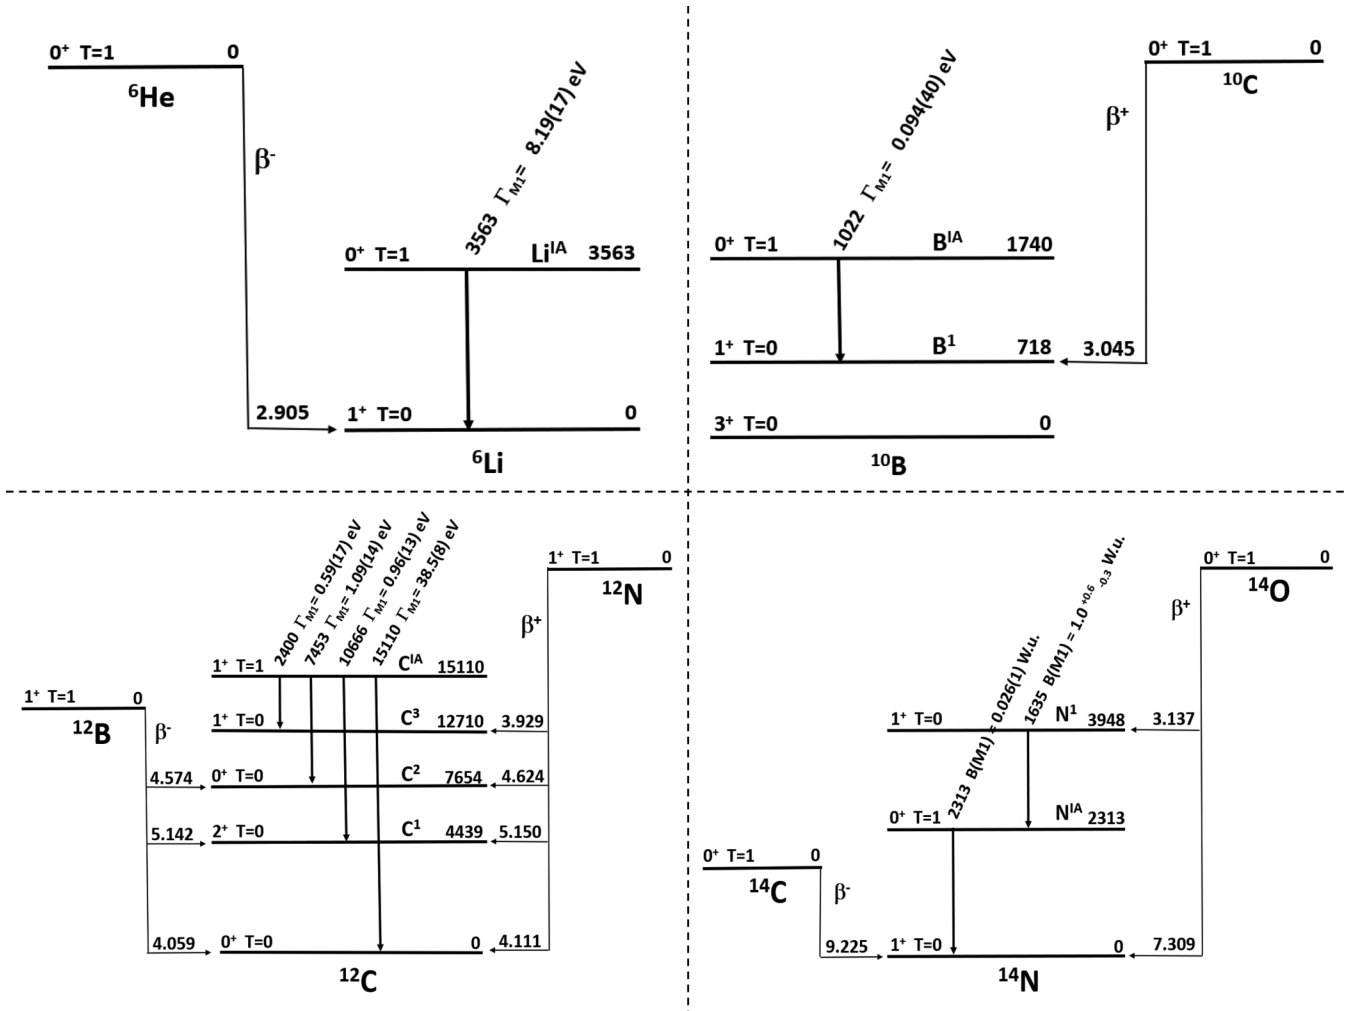 0⁺ T=1 0
⁶He
β⁻
3563 Γ_M1= 8.19(17) eV
0⁺ T=1 Li^IA 3563
2.905
1⁺ T=0 0
⁶Li
0⁺ T=1 0
¹⁰C
β⁺
1022 Γ_M1= 0.094(40) eV
0⁺ T=1 B^IA 1740
1⁺ T=0 B¹ 718
3.045
3⁺ T=0 0
¹⁰B
1⁺ T=1 0
¹²N
β⁺
2400 Γ_M1= 0.59(17) eV
7453 Γ_M1= 1.09(14) eV
10666 Γ_M1= 0.96(13) eV
15110 Γ_M1= 38.5(8) eV
1⁺ T=1 C^IA 15110
1⁺ T=1 0
¹²B
β⁻
1⁺ T=0 C³ 12710
3.929
4.574
0⁺ T=0 C² 7654
4.624
5.142
2⁺ T=0 C¹ 4439
5.150
4.059
0⁺ T=0 0
4.111
¹²C
0⁺ T=1 0
¹⁴O
β⁺
2313 B(M1) = 0.026(1) W.u.
1635 B(M1) = 1.0 ⁺⁰·⁶ ₋₀.₃ W.u.
1⁺ T=0 N¹ 3948
3.137
0⁺ T=1 N^IA 2313
0⁺ T=1 0
¹⁴C
β⁻
9.225
1⁺ T=0 0
7.309
¹⁴N